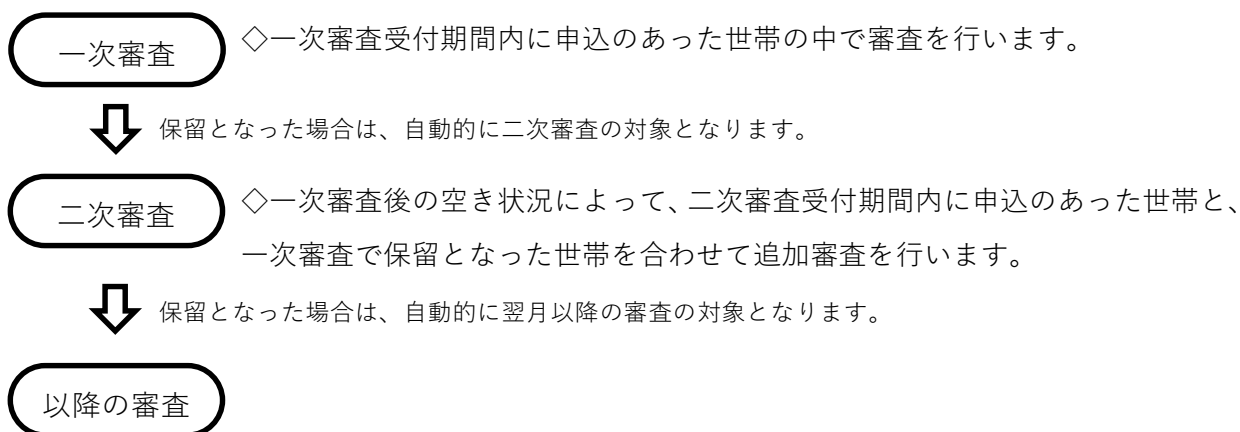 一次審査
◇一次審査受付期間内に申込のあった世帯の中で審査を行います。
保留となった場合は、自動的に二次審査の対象となります。
二次審査
◇一次審査後の空き状況によって、二次審査受付期間内に申込のあった世帯と、
一次審査で保留となった世帯を合わせて追加審査を行います。
保留となった場合は、自動的に翌月以降の審査の対象となります。
以降の審査